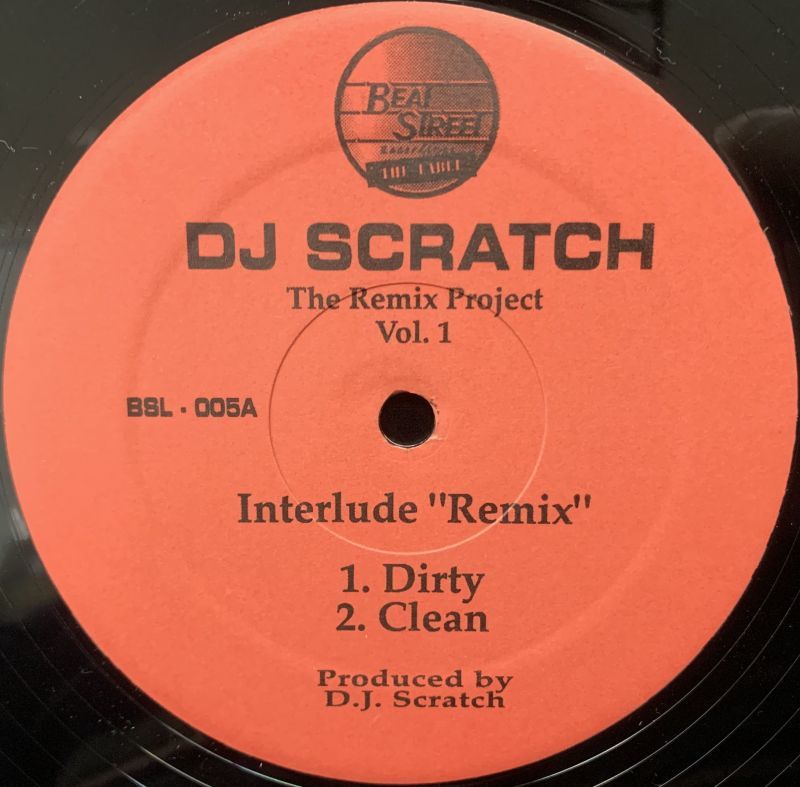 BEAT
STREET
THE LABEL
DJ SCRATCH
The Remix Project
Vol. 1
BSL - 005A
Interlude "Remix"
1. Dirty
2. Clean
Produced by
D.J. Scratch